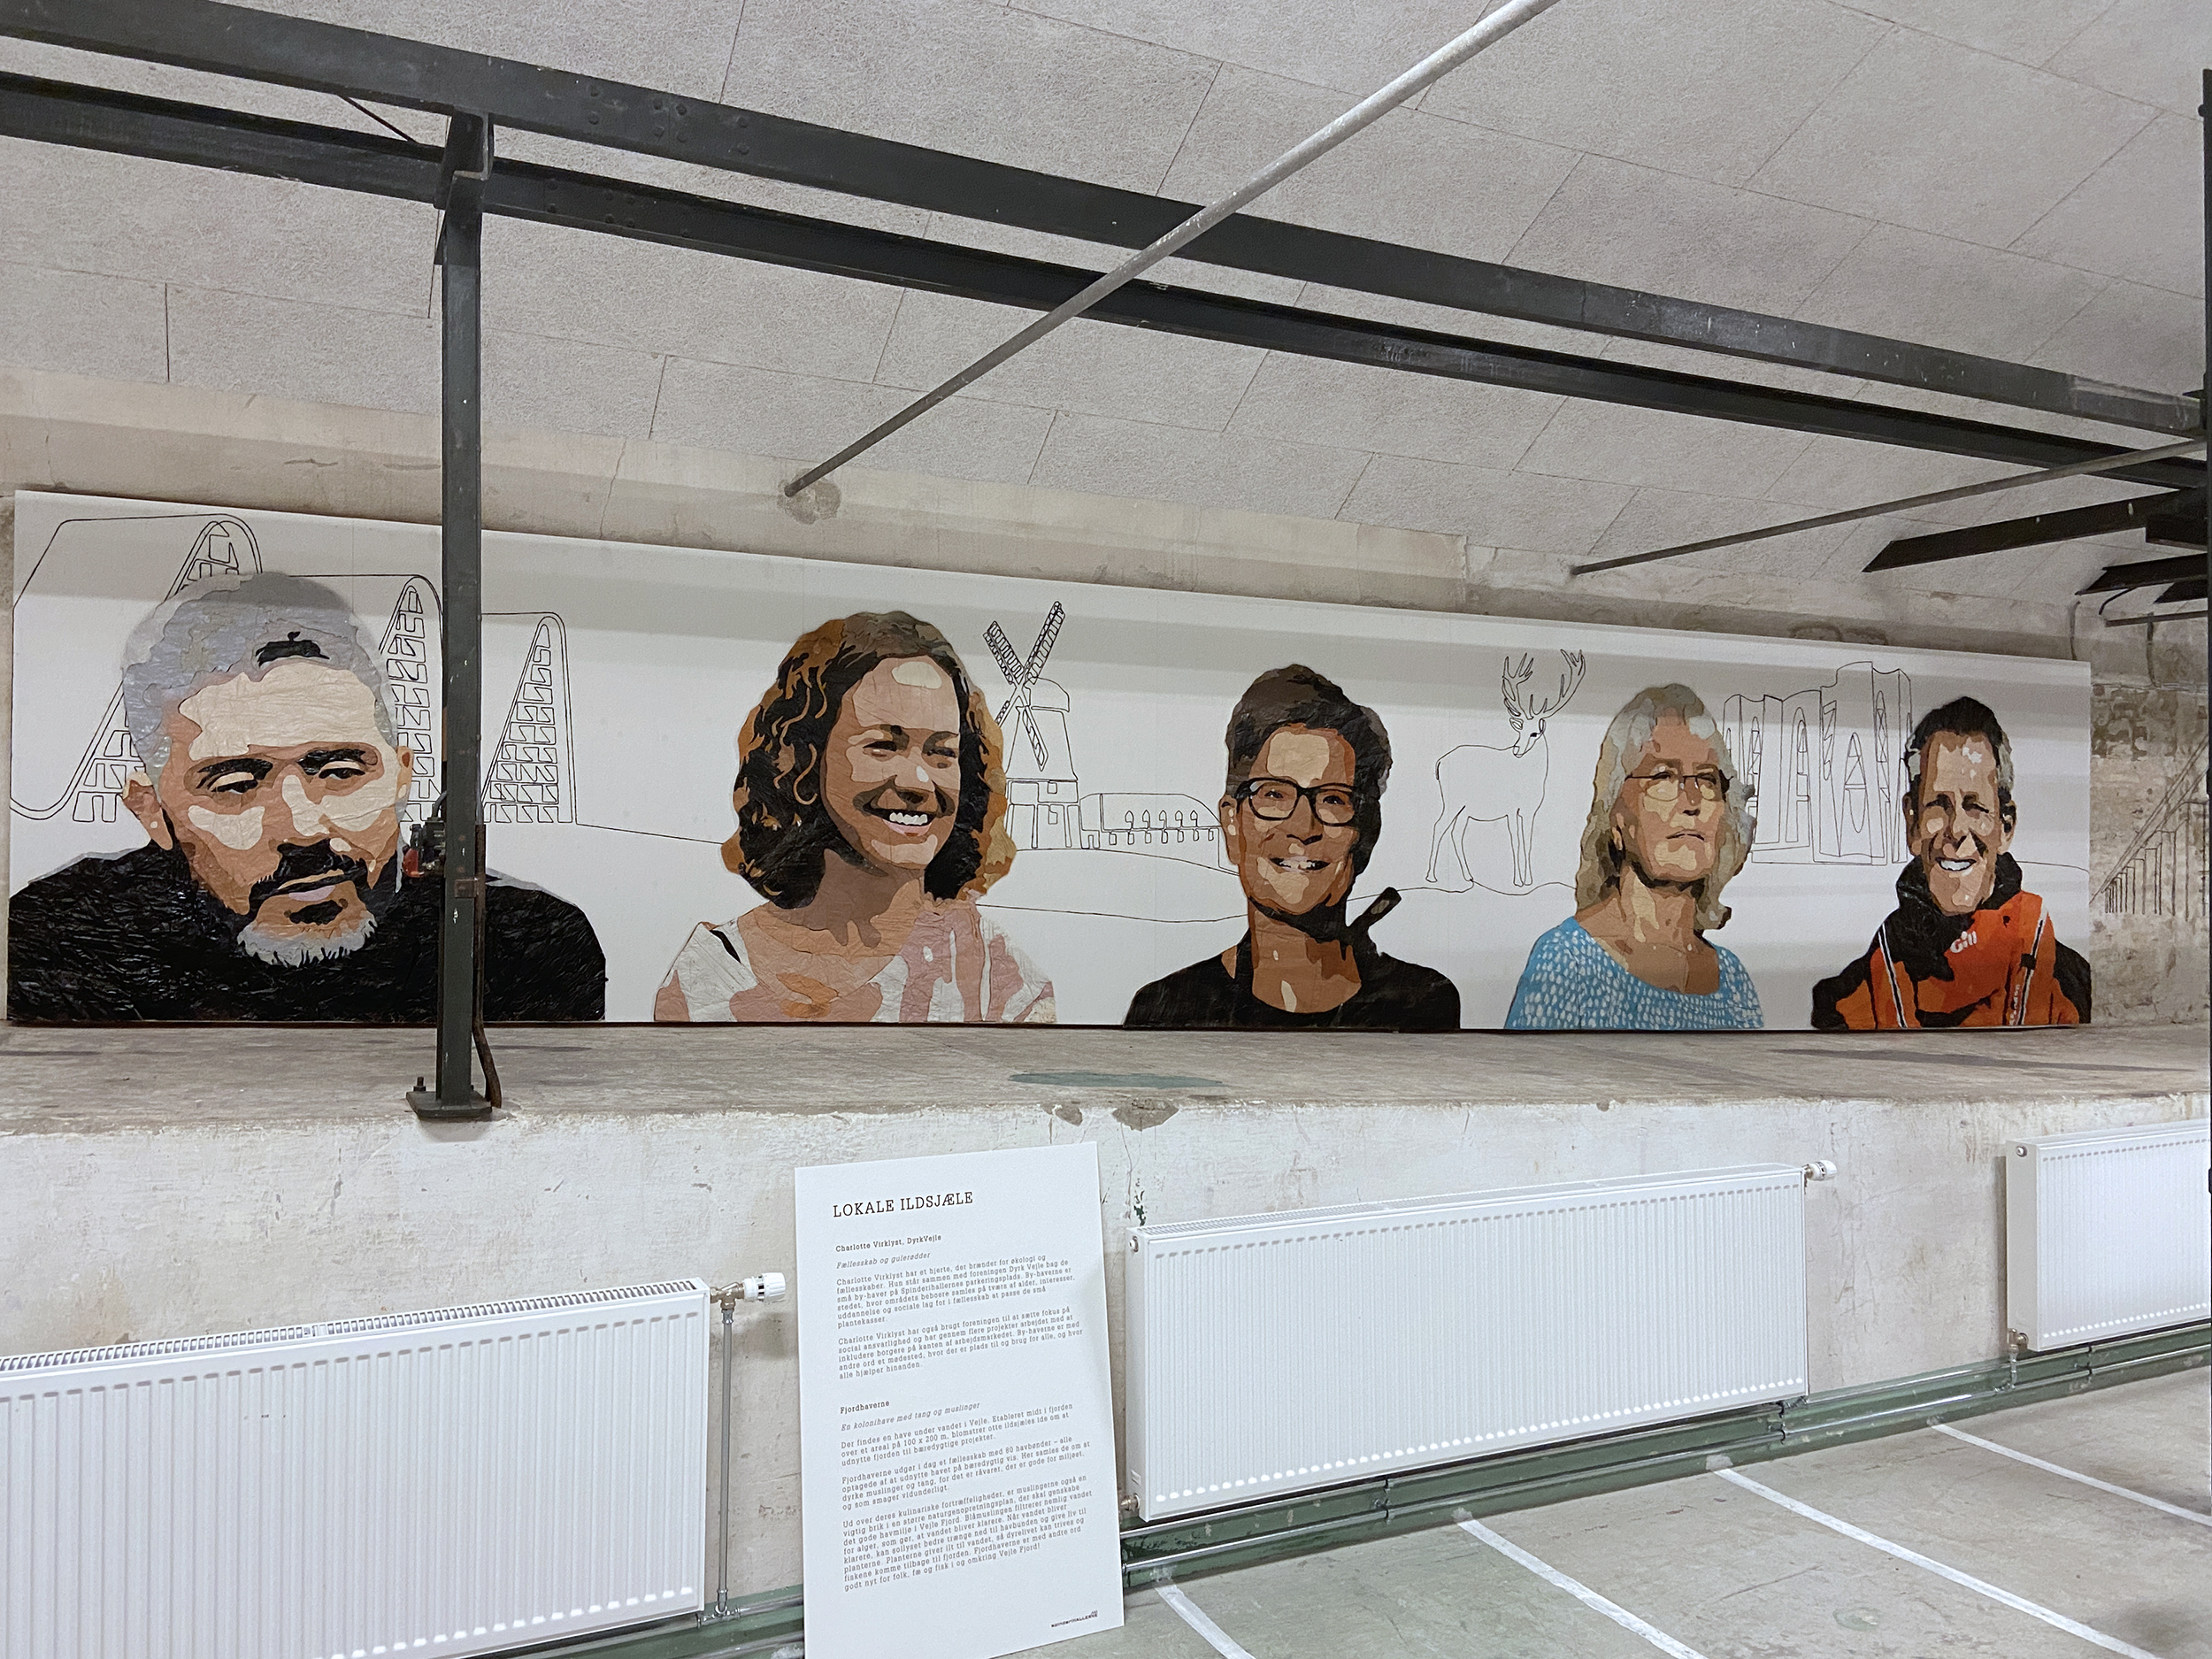 Gill
LOKALE ILDSJÆLE
Charlotte Virklyst, DyrkVejle
Fællesskab og gulerødder
Charlotte Virklyst har et hjerte, der brænder for økologi og
fællesskaber. Hun står sammen med foreningen Dyrk Vejle bag de
små by-haver på Spinderihallernes parkeringsplads. By-haverne er
stedet, hvor områdets beboere samles på tværs af alder, interesser,
uddannelse og sociale lag for i fællesskab at passe de små
plantekasser.
Charlotte Virklyst har også brugt foreningen til at sætte fokus på
social ansvarlighed og har gennem flere projekter arbejdet med at
inkludere borgere på kanten af arbejdsmarkedet. By-haverne er med
andre ord et mødested, hvor der er plads til og brug for alle, og hvor
alle hjælper hinanden.
Fjordhaverne
En kolonihave med tang og muslinger
Der findes en have under vandet i Vejle. Etableret midt i fjorden
over et areal på 100 x 200 m, blomstrer otte ildsjæles ide om at
udnytte fjorden til bæredygtige projekter.
Fjordhaverne udgør i dag et fællesskab med 80 havbønder – alle
optagede af at udnytte havet på bæredygtig vis. Her samles de om at
dyrke muslinger og tang, for det er råvarer, der er gode for miljøet,
og som smager vidunderligt.
Ud over deres kulinariske fortræffeligheder, er muslingerne også en
vigtig brik i en større naturgenopretningsplan, der skal genskabe
det gode havmiljø i Vejle Fjord. Blåmuslingen filtrerer nemlig vandet
for alger, som gør, at vandet bliver klarere. Når vandet bliver
klarere, kan sollyset bedre trænge ned til havbunden og give liv til
planterne. Planterne giver ilt til vandet, så dyrelivet kan trives og
fiskene komme tilbage til fjorden. Fjordhaverne er med andre ord
godt nyt for folk, fæ og fisk i og omkring Vejle Fjord!
spinderiHALLERNE